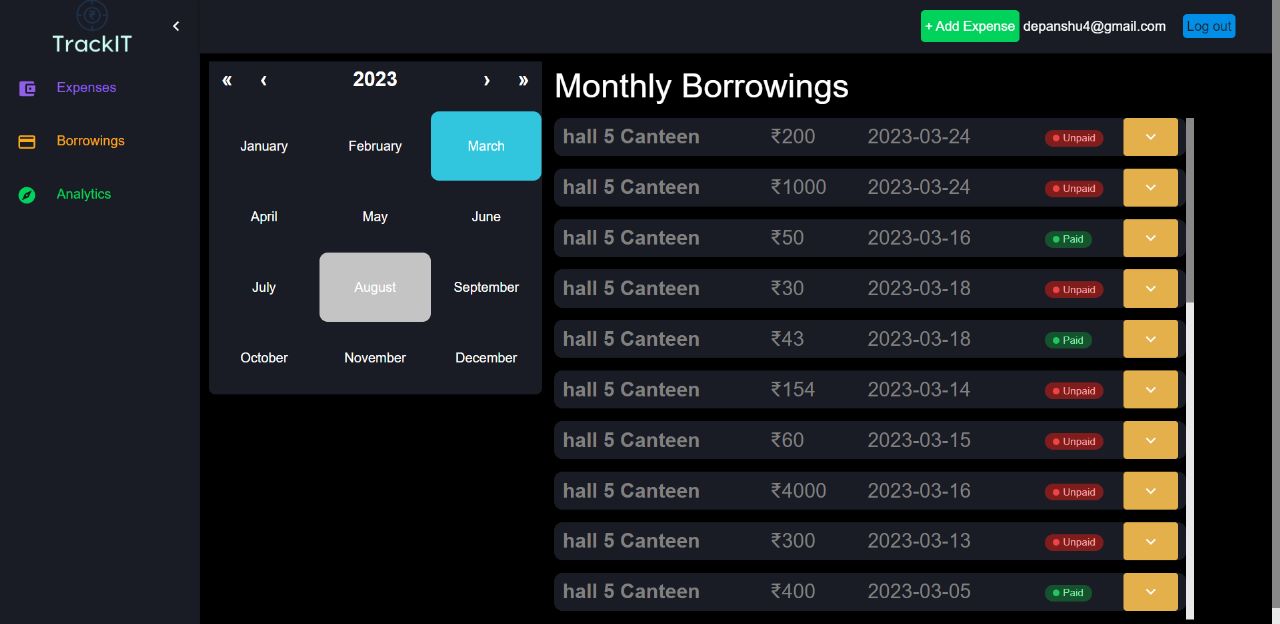 TrackIT
Expenses
Borrowings
Analytics
+ Add Expense depanshu4@gmail.com Log out
« ‹ 2023 › »
January February March
April May June
July August September
October November December
Monthly Borrowings
hall 5 Canteen ₹200 2023-03-24 Unpaid
hall 5 Canteen ₹1000 2023-03-24 Unpaid
hall 5 Canteen ₹50 2023-03-16 Paid
hall 5 Canteen ₹30 2023-03-18 Unpaid
hall 5 Canteen ₹43 2023-03-18 Paid
hall 5 Canteen ₹154 2023-03-14 Unpaid
hall 5 Canteen ₹60 2023-03-15 Unpaid
hall 5 Canteen ₹4000 2023-03-16 Unpaid
hall 5 Canteen ₹300 2023-03-13 Unpaid
hall 5 Canteen ₹400 2023-03-05 Paid